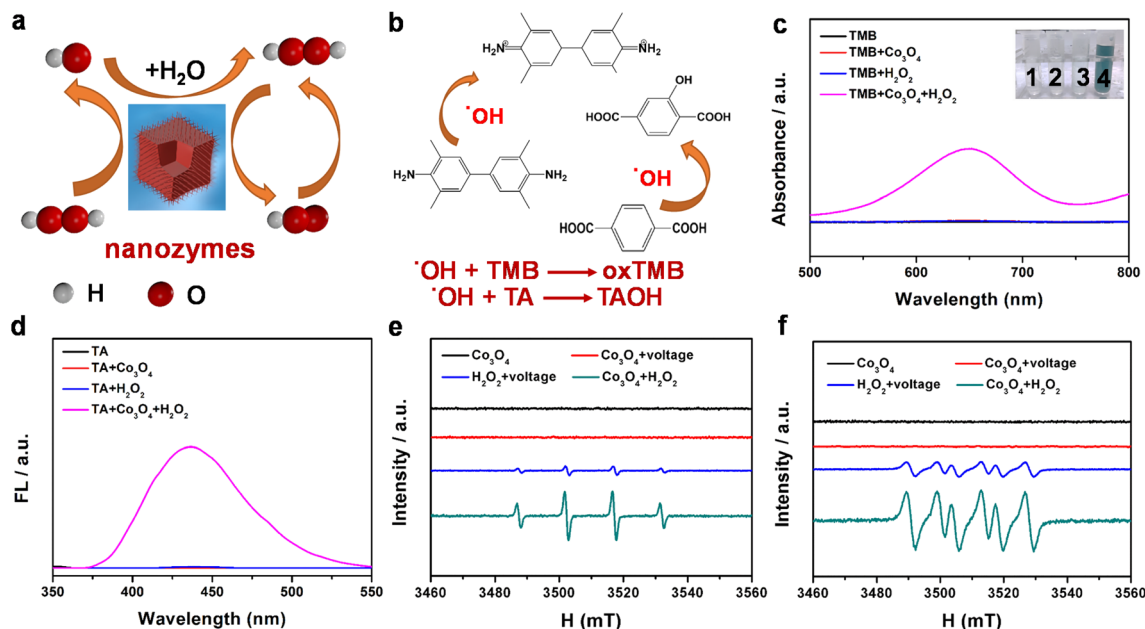 a
+H₂O
nanozymes
H
O
b
H₂N⁺
NH₂⁺
•OH
OH
HOOC
COOH
H₂N
NH₂
•OH
HOOC
COOH
•OH + TMB → oxTMB
•OH + TA → TAOH
c
TMB
TMB+Co₃O₄
TMB+H₂O₂
TMB+Co₃O₄+H₂O₂
1 2 3 4
Absorbance / a.u.
500 600 700 800
Wavelength (nm)
d
TA
TA+Co₃O₄
TA+H₂O₂
TA+Co₃O₄+H₂O₂
FL / a.u.
350 400 450 500 550
Wavelength (nm)
e
Co₃O₄ Co₃O₄+voltage
H₂O₂+voltage Co₃O₄+H₂O₂
Intensity / a.u.
3460 3480 3500 3520 3540 3560
H (mT)
f
Co₃O₄ Co₃O₄+voltage
H₂O₂+voltage Co₃O₄+H₂O₂
Intensity / a.u.
3460 3480 3500 3520 3540 3560
H (mT)